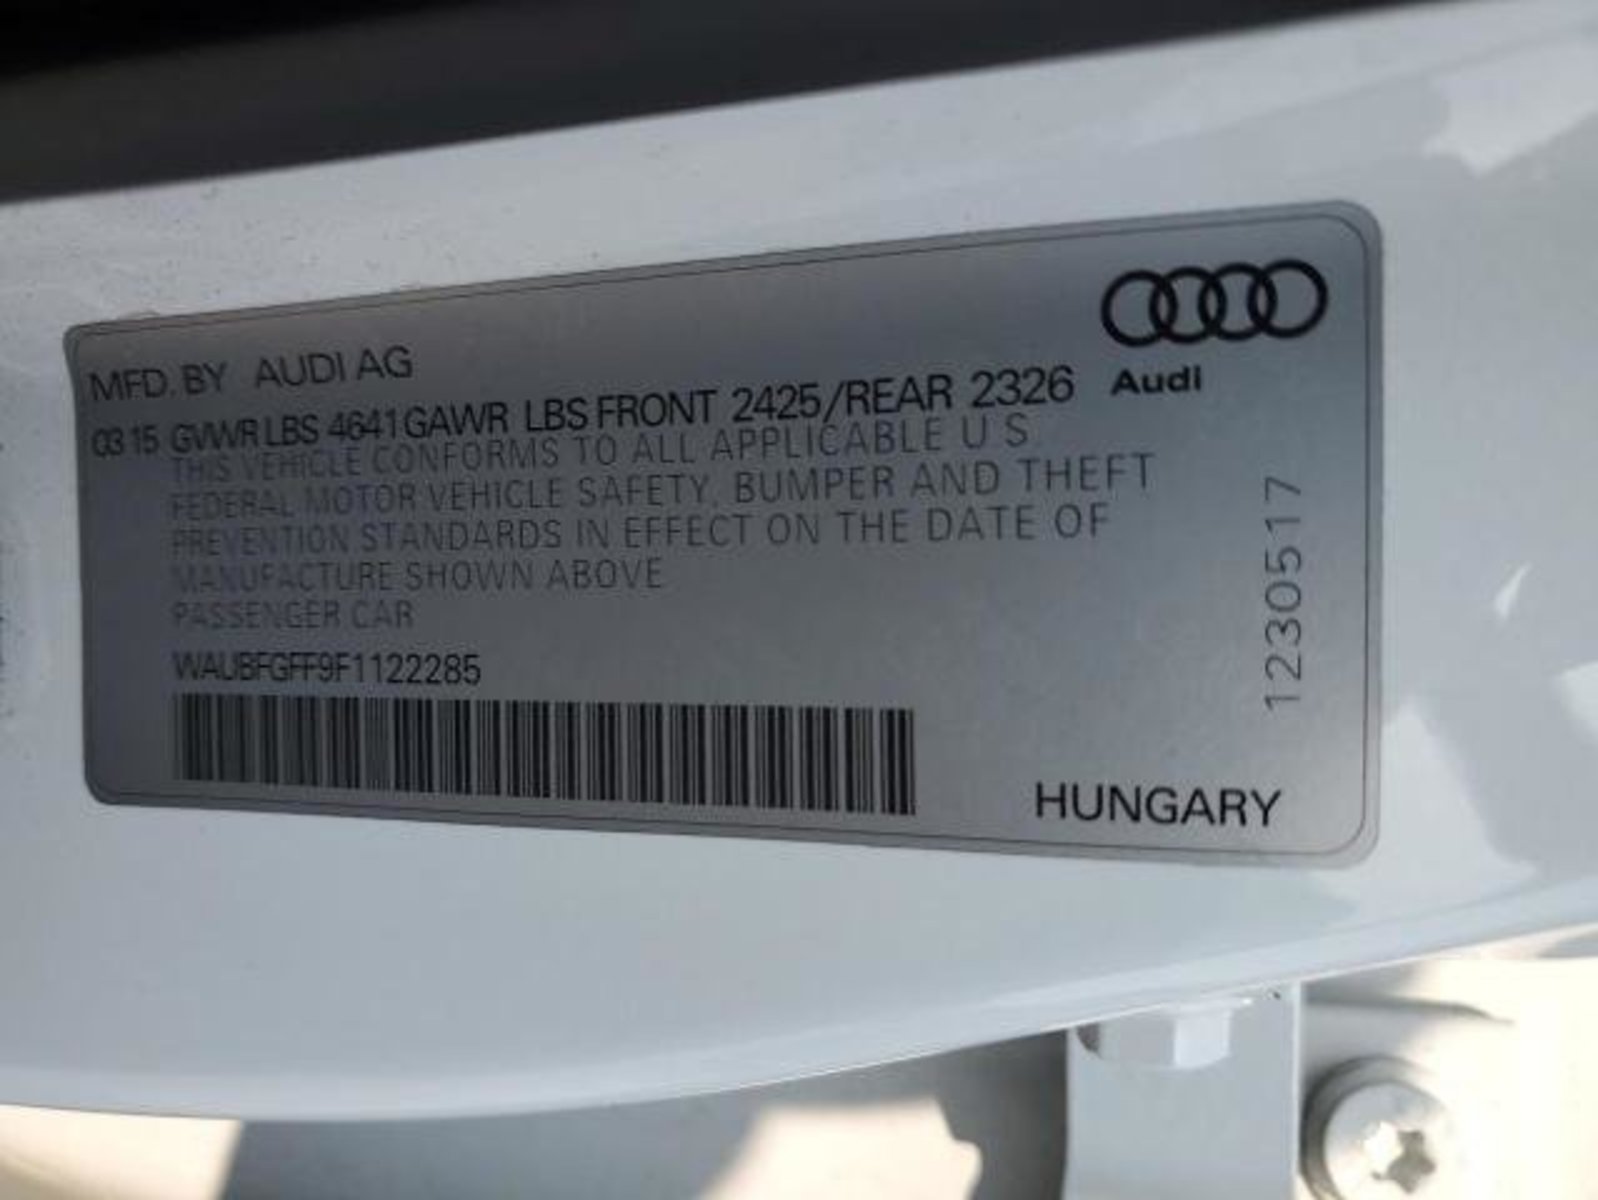 MFD. BY AUDI AG
03 15 GVWR LBS 4641 GAWR LBS FRONT 2425/REAR 2326
THIS VEHICLE CONFORMS TO ALL APPLICABLE U S
FEDERAL MOTOR VEHICLE SAFETY, BUMPER AND THEFT
PREVENTION STANDARDS IN EFFECT ON THE DATE OF
MANUFACTURE SHOWN ABOVE
PASSENGER CAR
WAUBFGFF9F1122285
Audi
1230517
HUNGARY